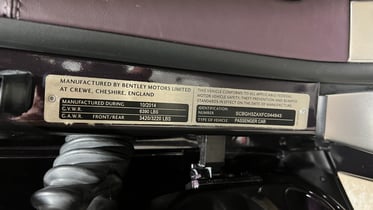 MANUFACTURED BY BENTLEY MOTORS LIMITED
AT CREWE, CHESHIRE, ENGLAND
MANUFACTURED DURING 10/2014
G.V.W.R. 6390 LBS
G.A.W.R. FRONT/REAR 3420/3220 LBS
THIS VEHICLE CONFORMS TO ALL APPLICABLE FEDERAL
MOTOR VEHICLE SAFETY, THEFT PREVENTION AND BUMPER
STANDARDS IN EFFECT ON THE DATE OF MANUFACTURE
IDENTIFICATION
NUMBER
TYPE OF VEHICLE PASSENGER CAR